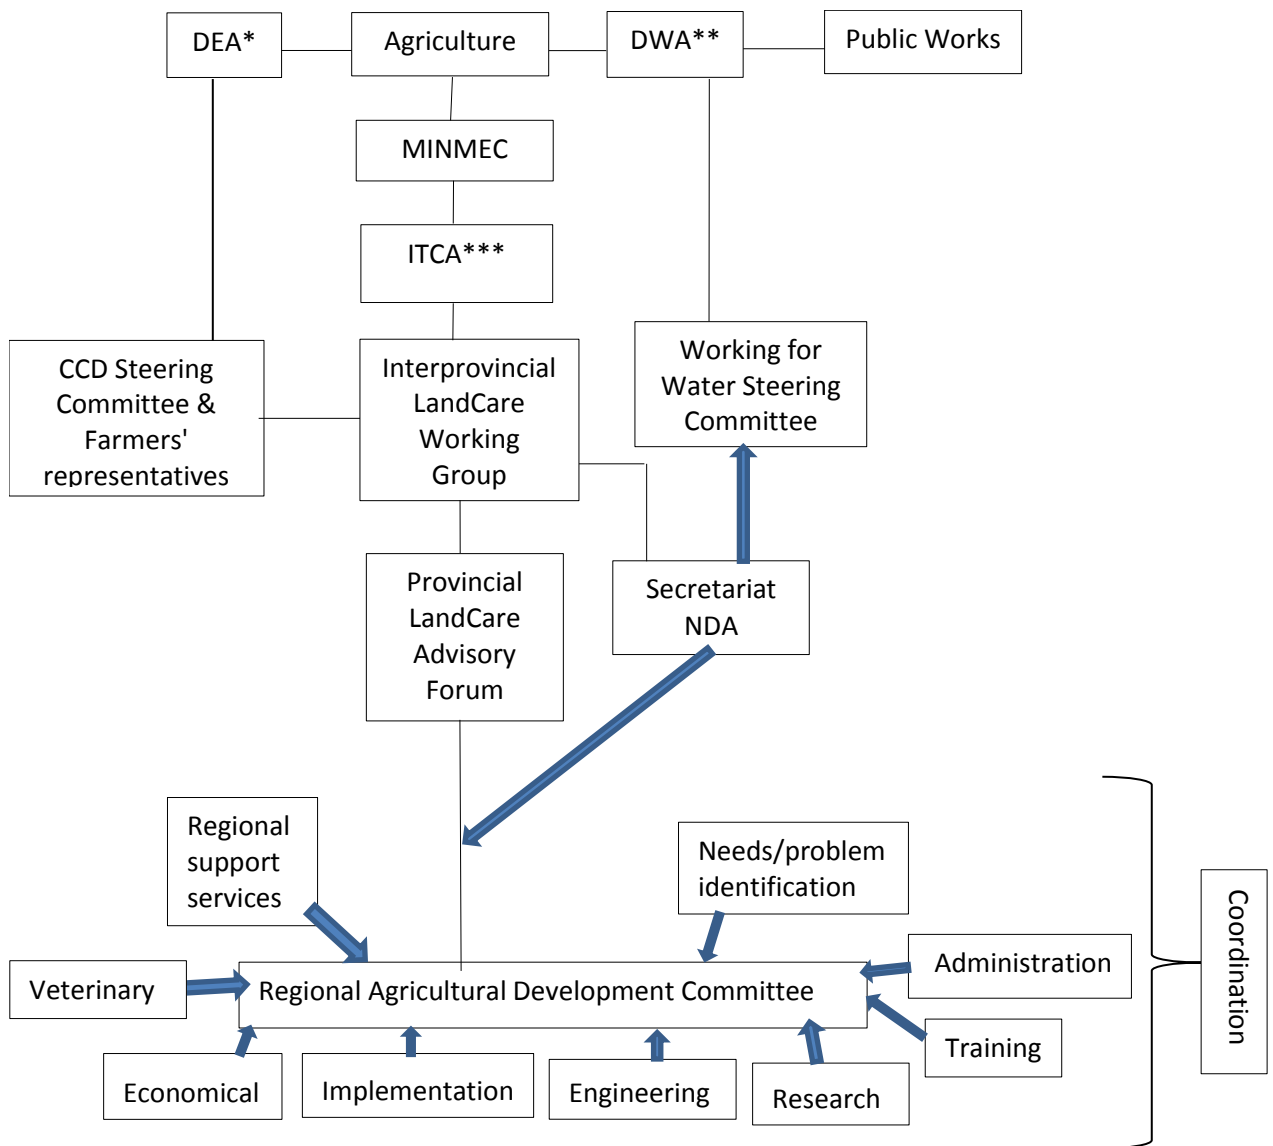 DEA*
Agriculture
DWA**
Public Works
MINMEC
ITCA***
CCD Steering
Committee &
Farmers'
representatives
Interprovincial
LandCare
Working
Group
Working for
Water Steering
Committee
Provincial
LandCare
Advisory
Forum
Secretariat
NDA
Regional
support
services
Needs/problem
identification
Coordination
Veterinary
Regional Agricultural Development Committee
Administration
Training
Economical
Implementation
Engineering
Research